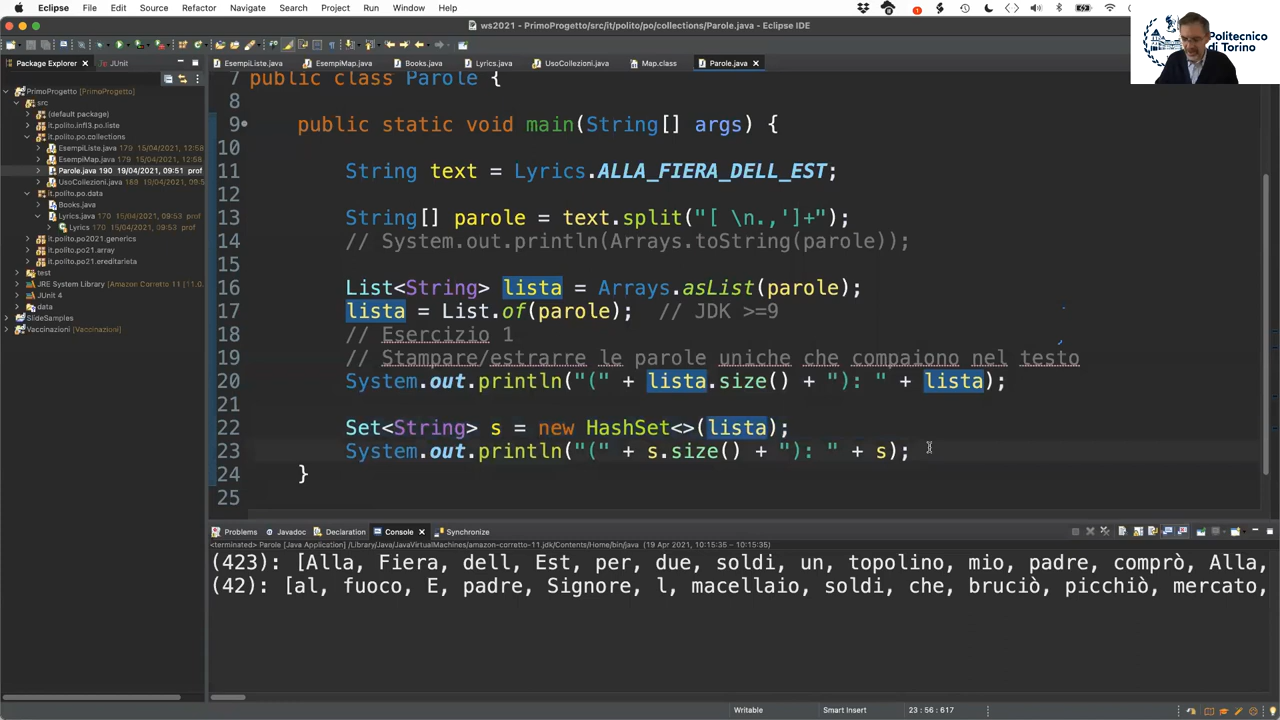 Eclipse File Edit Source Refactor Navigate Search Project Run Window Help
ws2021 - PrimoProgetto/src/it/polito/po/collections/Parole.java - Eclipse IDE
Politecnico
di Torino
Package Explorer JUnit
EsempiListe.java EsempiMap.java Books.java Lyrics.java UsoCollezioni.java Map.class Parole.java
PrimoProgetto [PrimoProgetto]
src
(default package)
it.polito.infl3.po.liste
it.polito.po.collections
EsempiListe.java 179 15/04/2021, 12:58
EsempiMap.java 179 15/04/2021, 12:58
Parole.java 190 19/04/2021, 09:51 prof
UsoCollezioni.java 188 19/04/2021, 09:5
it.polito.po.data
Books.java
Lyrics.java 170 15/04/2021, 09:53 prof
Lyrics 170 15/04/2021, 09:53 prof
it.polito.po2021.generics
it.polito.po21.array
it.polito.po21.ereditarieta
test
JRE System Library [Amazon Corretto 11 [11.0.
JUnit 4
data
SlideSamples
Vaccinazioni [Vaccinazioni]
7 public class Parole {
8
9 public static void main(String[] args) {
10
11 String text = Lyrics.ALLA_FIERA_DELL_EST;
12
13 String[] parole = text.split("[ \n.,']+");
14 // System.out.println(Arrays.toString(parole));
15
16 List<String> lista = Arrays.asList(parole);
17 lista = List.of(parole); // JDK >=9
18 // Esercizio 1
19 // Stampare/estrarre le parole uniche che compaiono nel testo
20 System.out.println("(" + lista.size() + "): " + lista);
21
22 Set<String> s = new HashSet<>(lista);
23 System.out.println("(" + s.size() + "): " + s);
24 }
25
Problems Javadoc Declaration Console Synchronize
<terminated> Parole [Java Application] /Library/Java/JavaVirtualMachines/amazon-corretto-11.jdk/Contents/Home/bin/java (19 Apr 2021, 10:15:35 – 10:15:35)
(423): [Alla, Fiera, dell, Est, per, due, soldi, un, topolino, mio, padre, comprò, Alla,
(42): [al, fuoco, E, padre, Signore, l, macellaio, soldi, che, bruciò, picchiò, mercato,
Writable Smart Insert 23 : 56 : 617